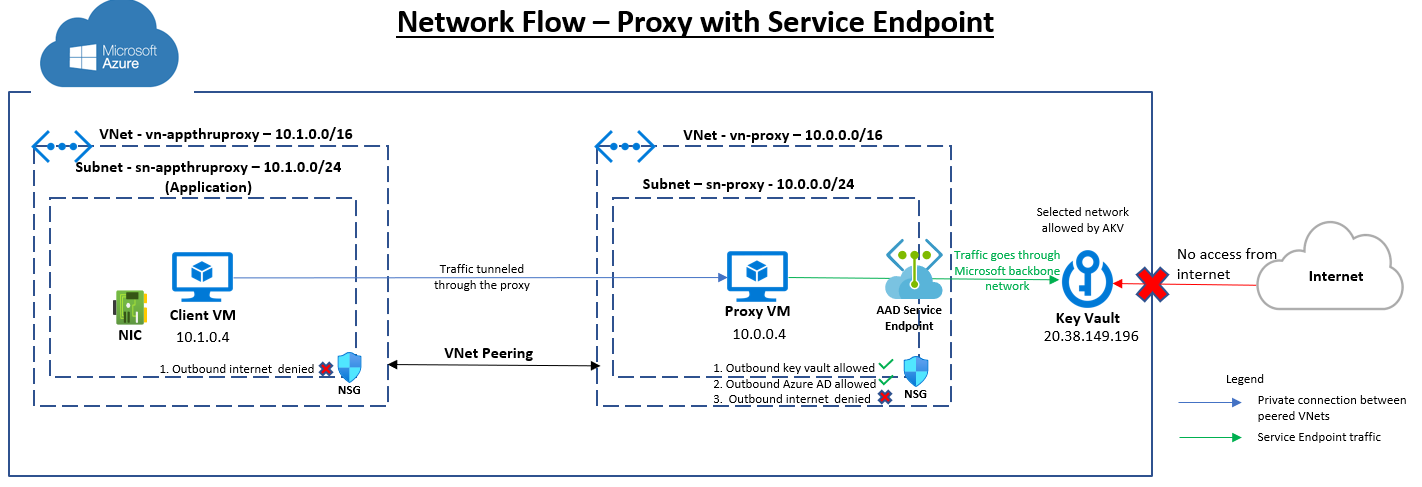 Network Flow – Proxy with Service Endpoint
Microsoft
Azure
VNet - vn-appthruproxy – 10.1.0.0/16
Subnet - sn-appthruproxy – 10.1.0.0/24
(Application)
NIC
Client VM
10.1.0.4
1. Outbound internet denied
NSG
Traffic tunneled
through the proxy
VNet Peering
VNet - vn-proxy – 10.0.0.0/16
Subnet – sn-proxy - 10.0.0.0/24
Proxy VM
10.0.0.4
AAD Service
Endpoint
1. Outbound key vault allowed
2. Outbound Azure AD allowed
3. Outbound internet denied
NSG
Traffic goes through
Microsoft backbone
network
Selected network
allowed by AKV
Key Vault
20.38.149.196
No access from
internet
Internet
Legend
Private connection between
peered VNets
Service Endpoint traffic